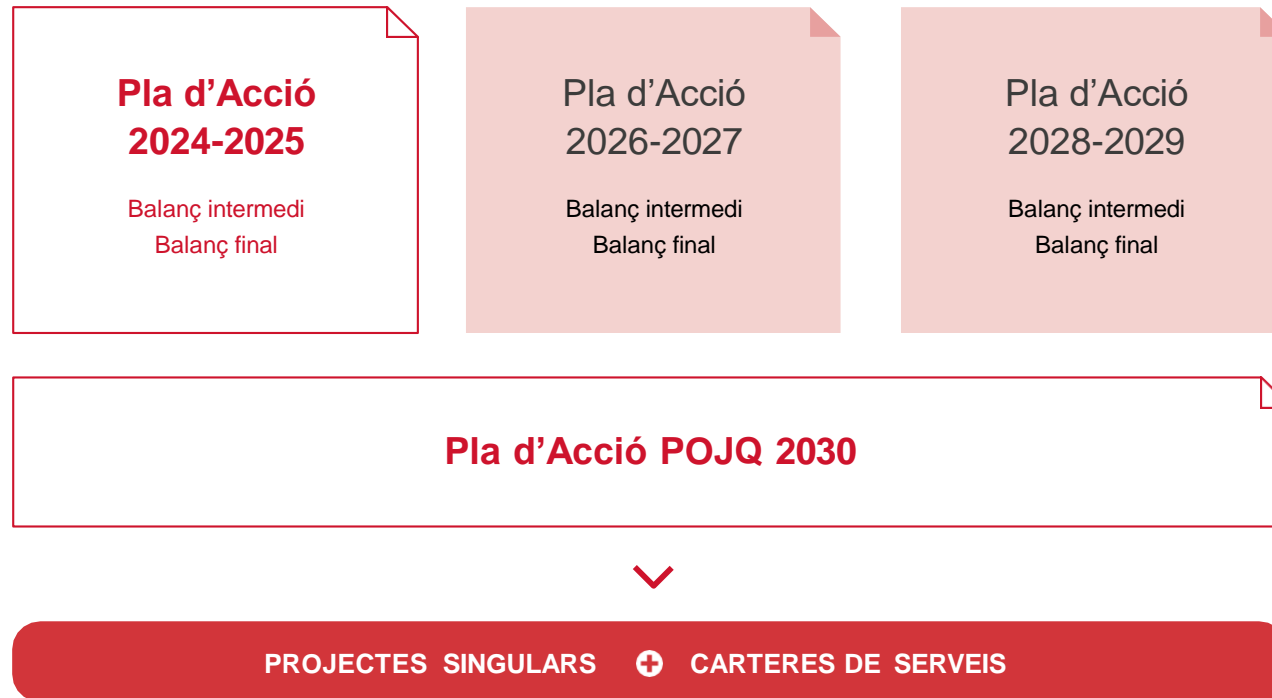 Pla d’Acció
2024-2025
Balanç intermedi
Balanç final
Pla d’Acció
2026-2027
Balanç intermedi
Balanç final
Pla d’Acció
2028-2029
Balanç intermedi
Balanç final
Pla d’Acció POJQ 2030
PROJECTES SINGULARS + CARTERES DE SERVEIS